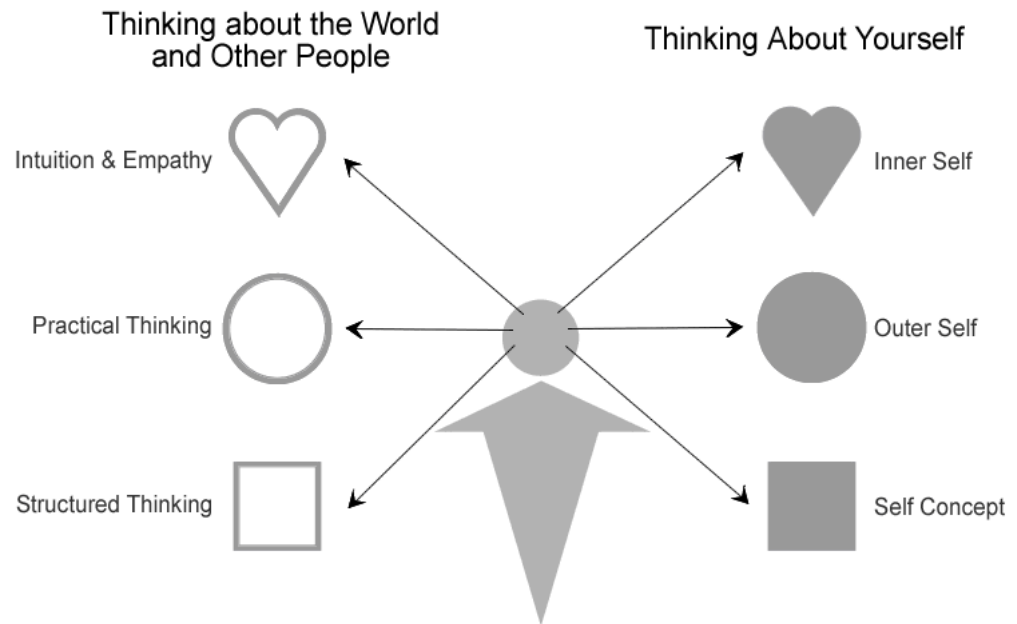 Thinking about the World
and Other People
Thinking About Yourself
Intuition & Empathy
Inner Self
Practical Thinking
Outer Self
Structured Thinking
Self Concept